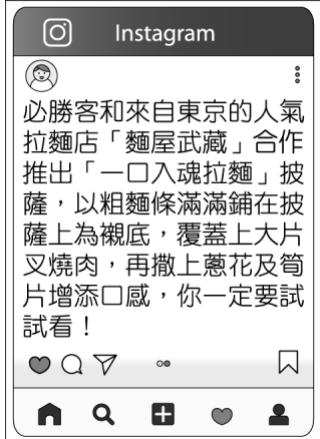 Instagram
必勝客和來自東京的人氣
拉麵店「麵屋武藏」合作
推出「一口入魂拉麵」披
薩，以粗麵條滿滿鋪在披
薩上為襯底，覆蓋上大片
叉燒肉，再撒上蔥花及筍
片增添口感，你一定要試
試看！